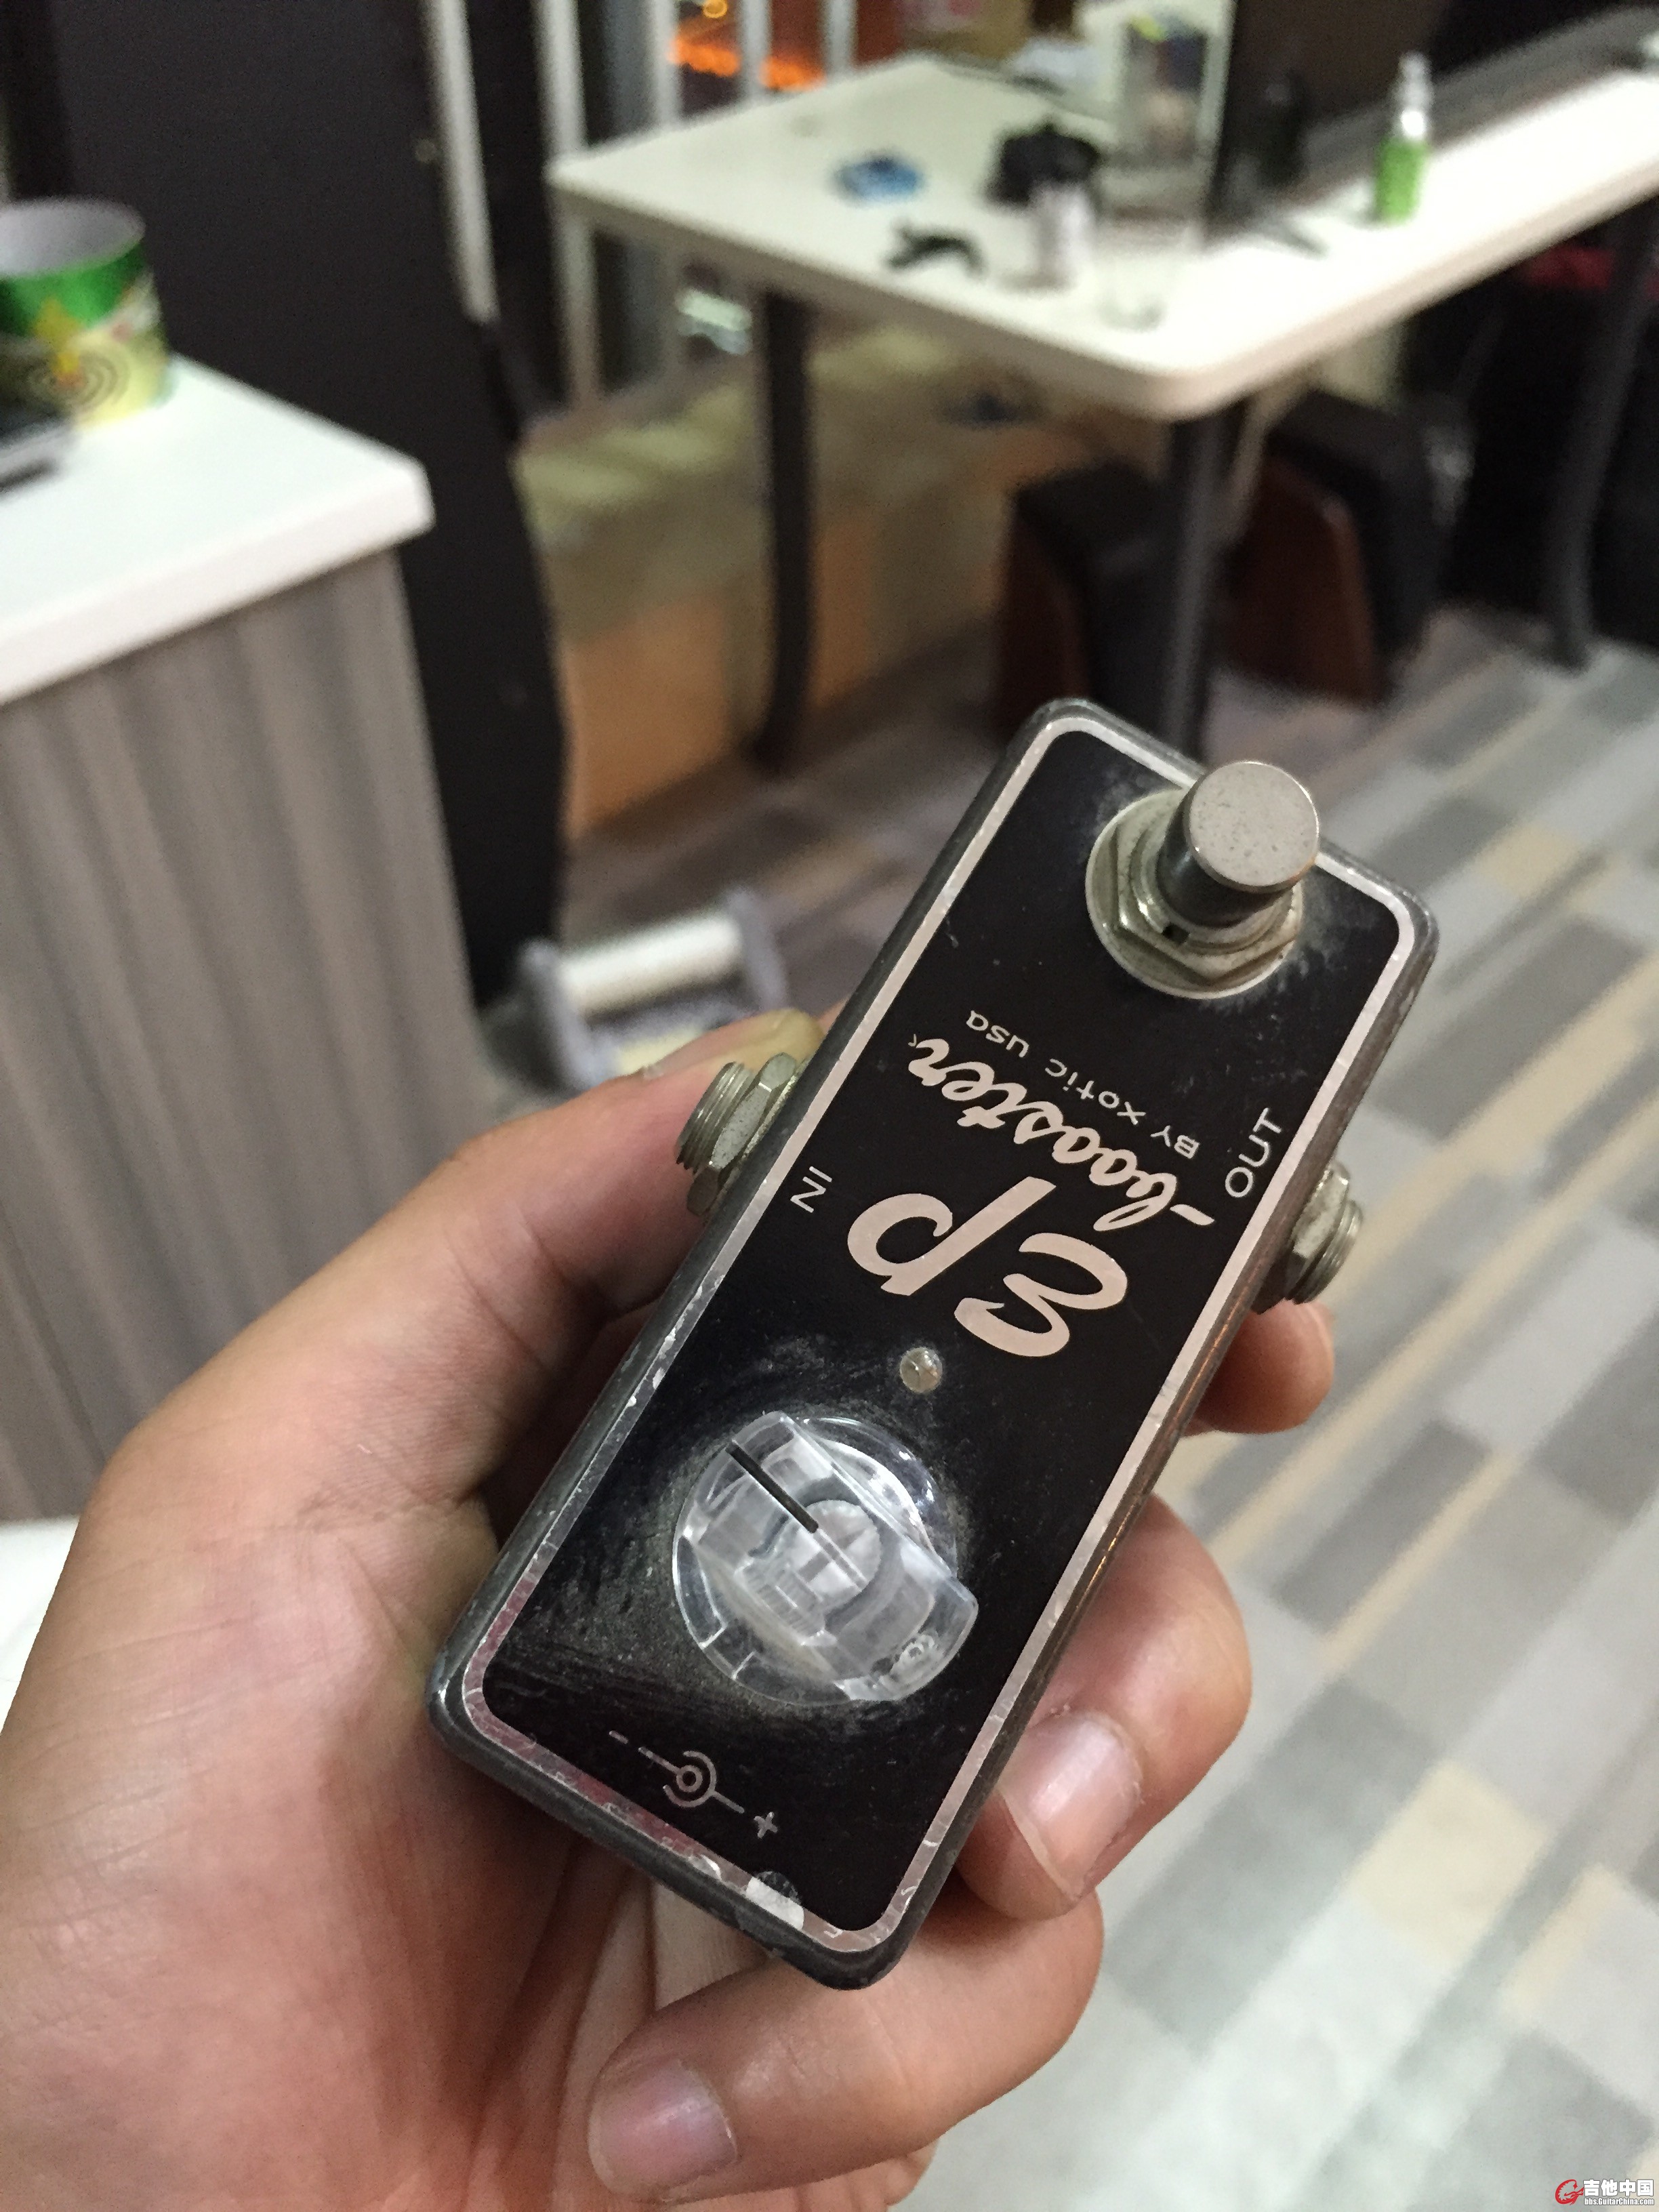 Ep
booster
BY Xotic USA
IN
OUT
- +
吉他中国
bbs.GuitarChina.com